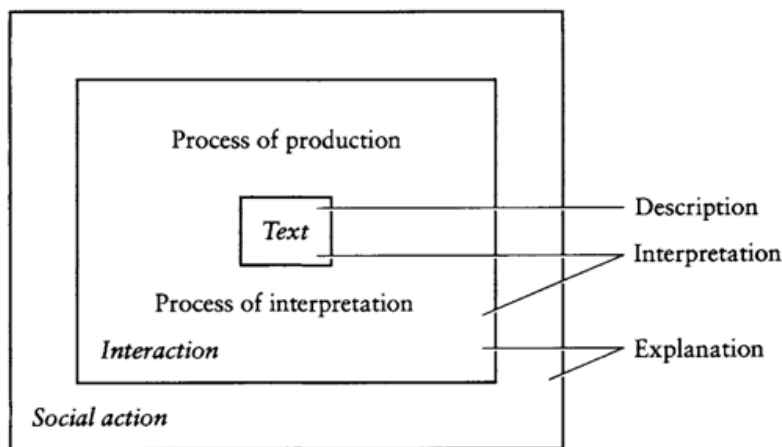 Process of production
Text
Description
Interpretation
Process of interpretation
Interaction
Explanation
Social action